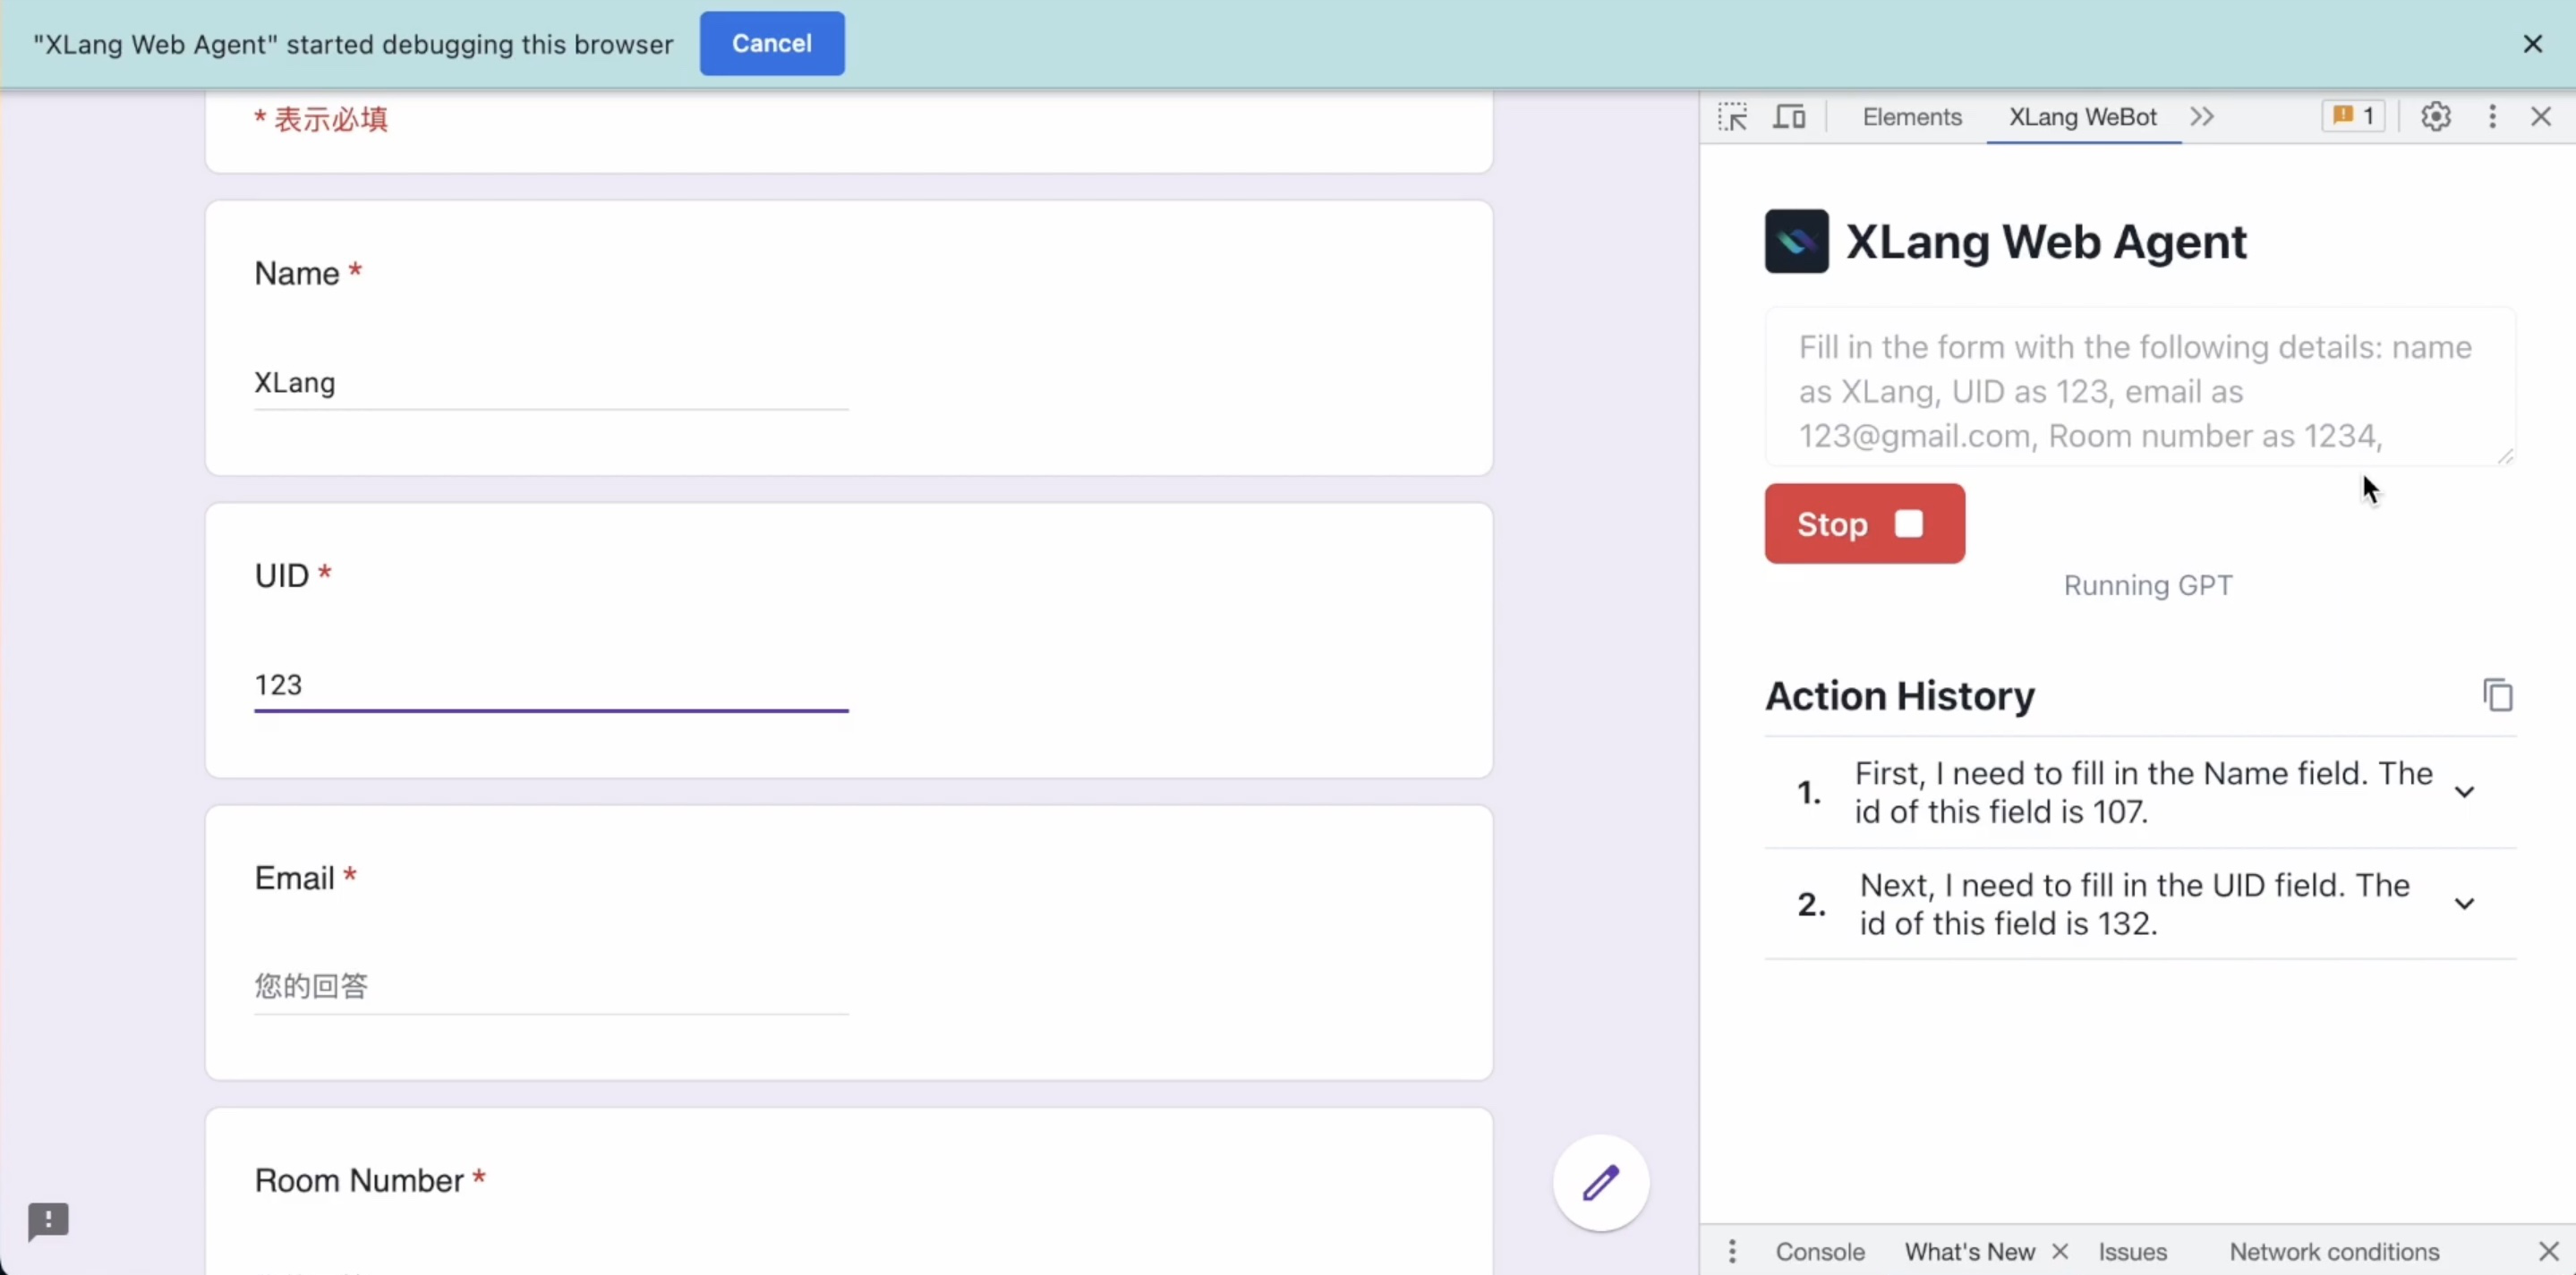 "XLang Web Agent" started debugging this browser
Cancel
* 表示必填
Name *
XLang
UID *
123
Email *
您的回答
Room Number *
Elements
XLang WeBot
1
XLang Web Agent
Fill in the form with the following details: name
as XLang, UID as 123, email as
123@gmail.com, Room number as 1234,
Stop
Running GPT
Action History
1.
First, I need to fill in the Name field. The
id of this field is 107.
2.
Next, I need to fill in the UID field. The
id of this field is 132.
Console
What's New
Issues
Network conditions